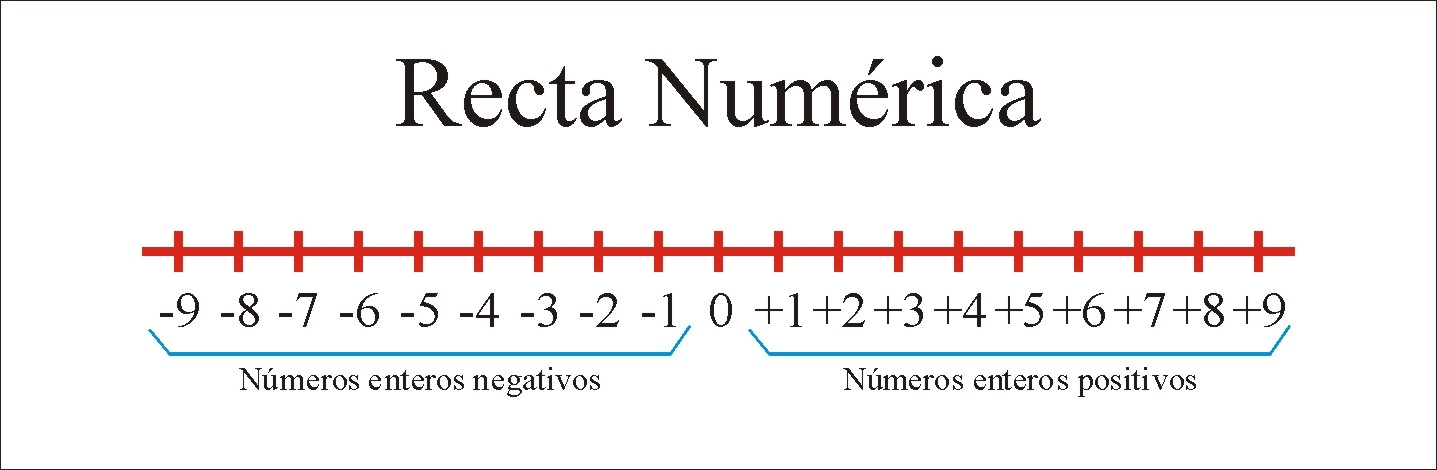 Recta Numérica
-9 -8 -7 -6 -5 -4 -3 -2 -1 0 +1 +2 +3 +4 +5 +6 +7 +8 +9
Números enteros negativos Números enteros positivos